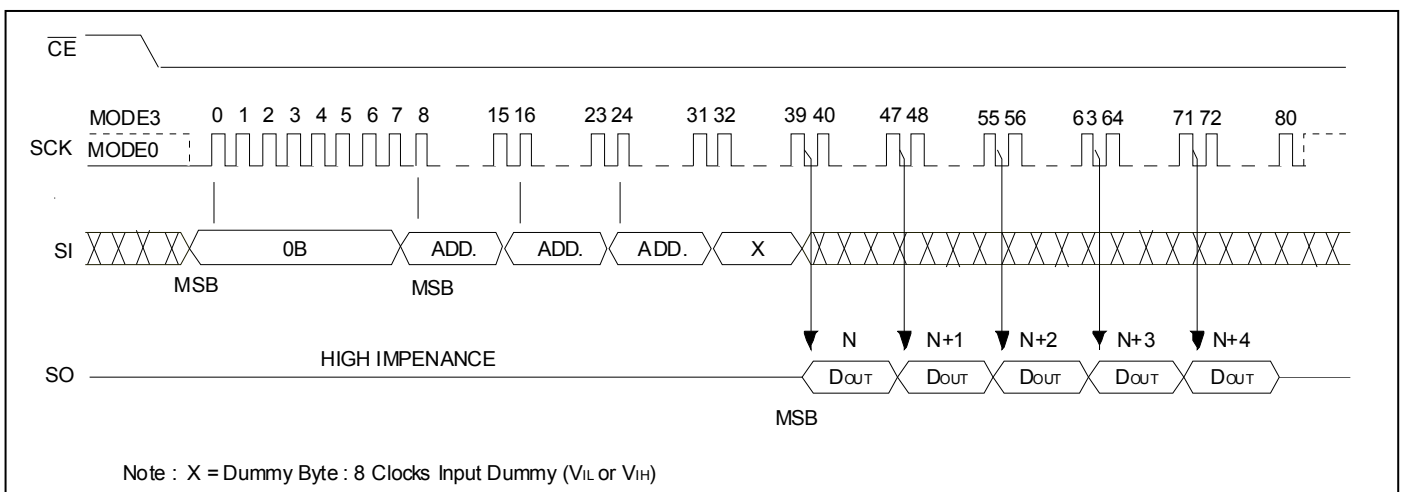 CE
MODE3 0 1 2 3 4 5 6 7 8 15 16 23 24 31 32 39 40 47 48 55 56 63 64 71 72 80
SCK MODE0
SI 0B ADD. ADD. ADD. X
MSB MSB
N N+1 N+2 N+3 N+4
HIGH IMPENANCE
SO DOUT DOUT DOUT DOUT DOUT
MSB
Note : X = Dummy Byte : 8 Clocks Input Dummy (VIL or VIH)